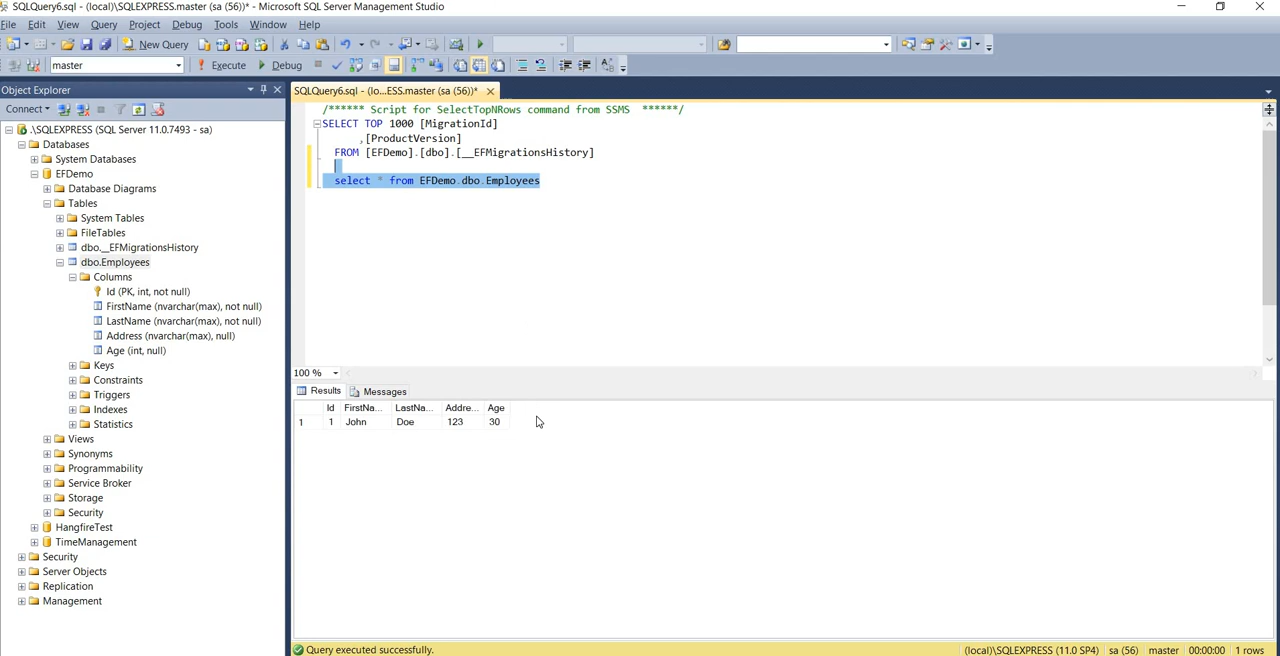 SQLQuery6.sql - (local)\SQLEXPRESS.master (sa (56))* - Microsoft SQL Server Management Studio
File Edit View Query Project Debug Tools Window Help
New Query
master Execute Debug
Object Explorer
SQLQuery6.sql - (lo...ESS.master (sa (56))*
Connect
.\SQLEXPRESS (SQL Server 11.0.7493 - sa)
Databases
System Databases
EFDemo
Database Diagrams
Tables
System Tables
FileTables
dbo.__EFMigrationsHistory
dbo.Employees
Columns
Id (PK, int, not null)
FirstName (nvarchar(max), not null)
LastName (nvarchar(max), not null)
Address (nvarchar(max), null)
Age (int, null)
Keys
Constraints
Triggers
Indexes
Statistics
Views
Synonyms
Programmability
Service Broker
Storage
Security
HangfireTest
TimeManagement
Security
Server Objects
Replication
Management
/****** Script for SelectTopNRows command from SSMS ******/
SELECT TOP 1000 [MigrationId]
,[ProductVersion]
FROM [EFDemo].[dbo].[__EFMigrationsHistory]
select * from EFDemo.dbo.Employees
100 %
Results Messages
Id FirstNa... LastNa... Addre... Age
1 1 John Doe 123 30
Query executed successfully. (local)\SQLEXPRESS (11.0 SP4) sa (56) master 00:00:00 1 rows